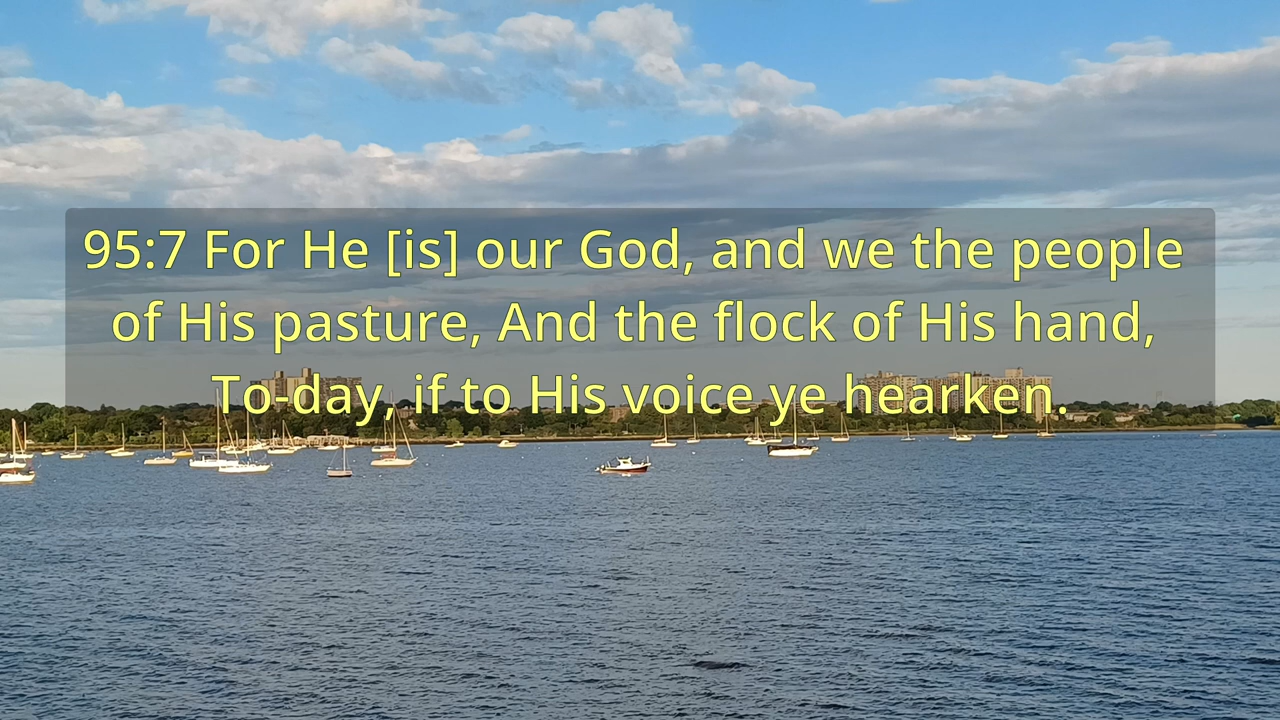 95:7 For He [is] our God, and we the people
of His pasture, And the flock of His hand,
To-day, if to His voice ye hearken.